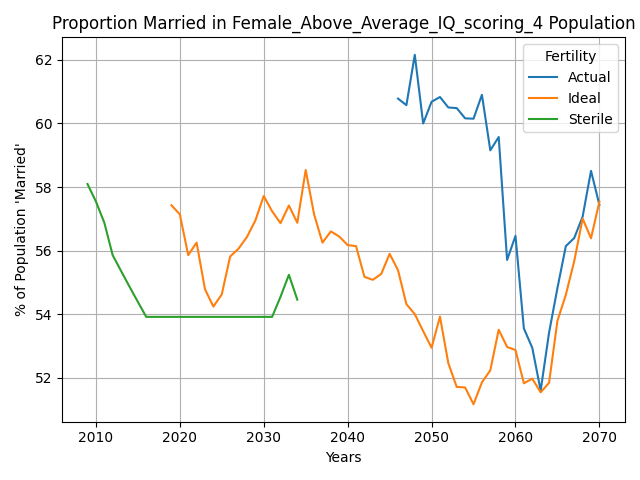 Proportion Married in Female_Above_Average_IQ_scoring_4 Population
Fertility
Actual
Ideal
Sterile
% of Population 'Married'
62
60
58
56
54
52
2010 2020 2030 2040 2050 2060 2070
Years